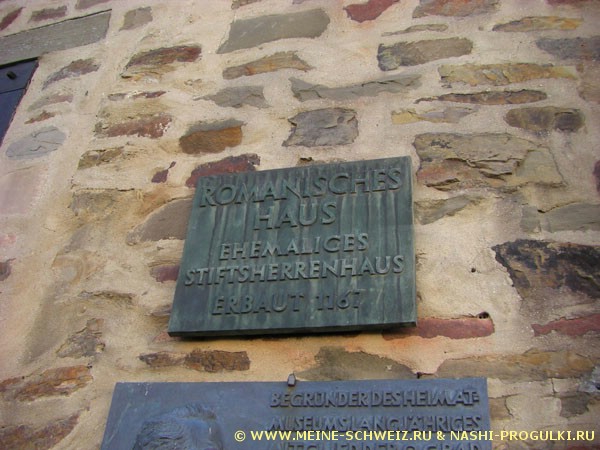 ROMANISCHES
HAUS
EHEMALIGES
STIFTSHERRENHAUS
ERBAUT 1167
BEGRÜNDER DES HEIMAT-
MUSEUMS LANGJÄHRIGES
© WWW.MEINE-SCHWEIZ.RU & NASHI-PROGULKI.RU ©